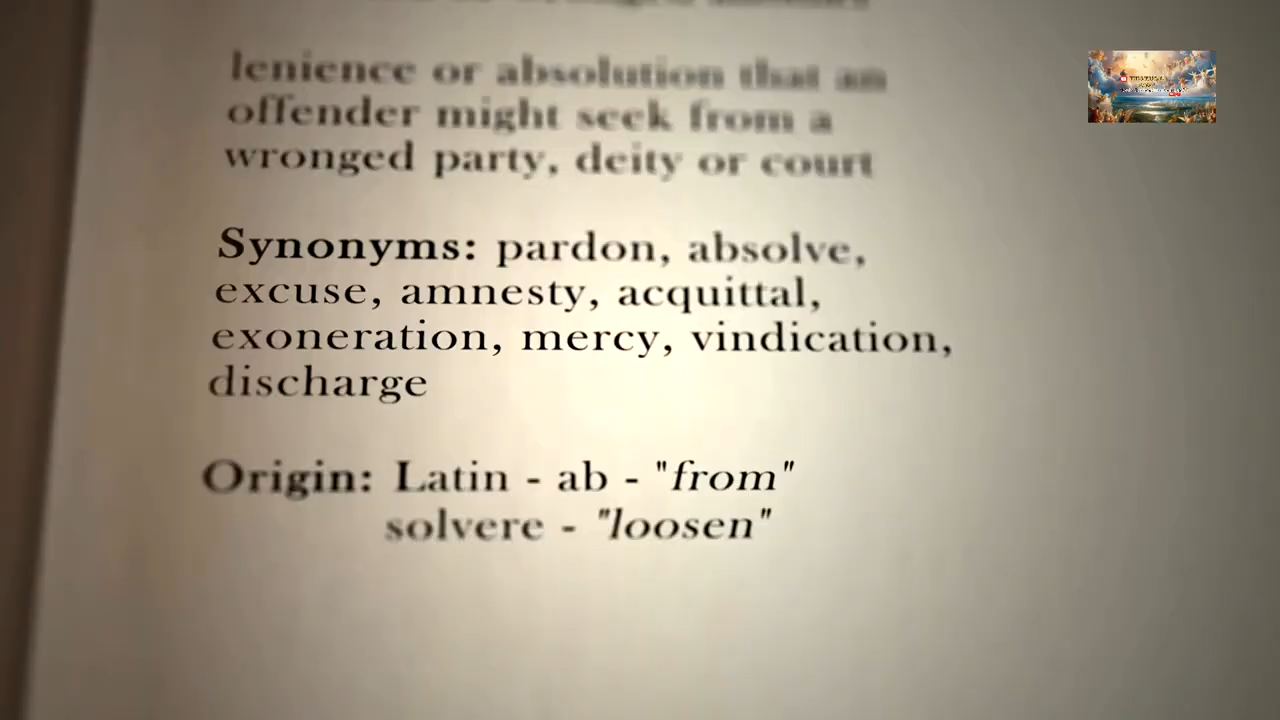 lenience or absolution that an
offender might seek from a
wronged party, deity or court
Synonyms: pardon, absolve,
excuse, amnesty, acquittal,
exoneration, mercy, vindication,
discharge
Origin: Latin - ab - "from"
solvere - "loosen"